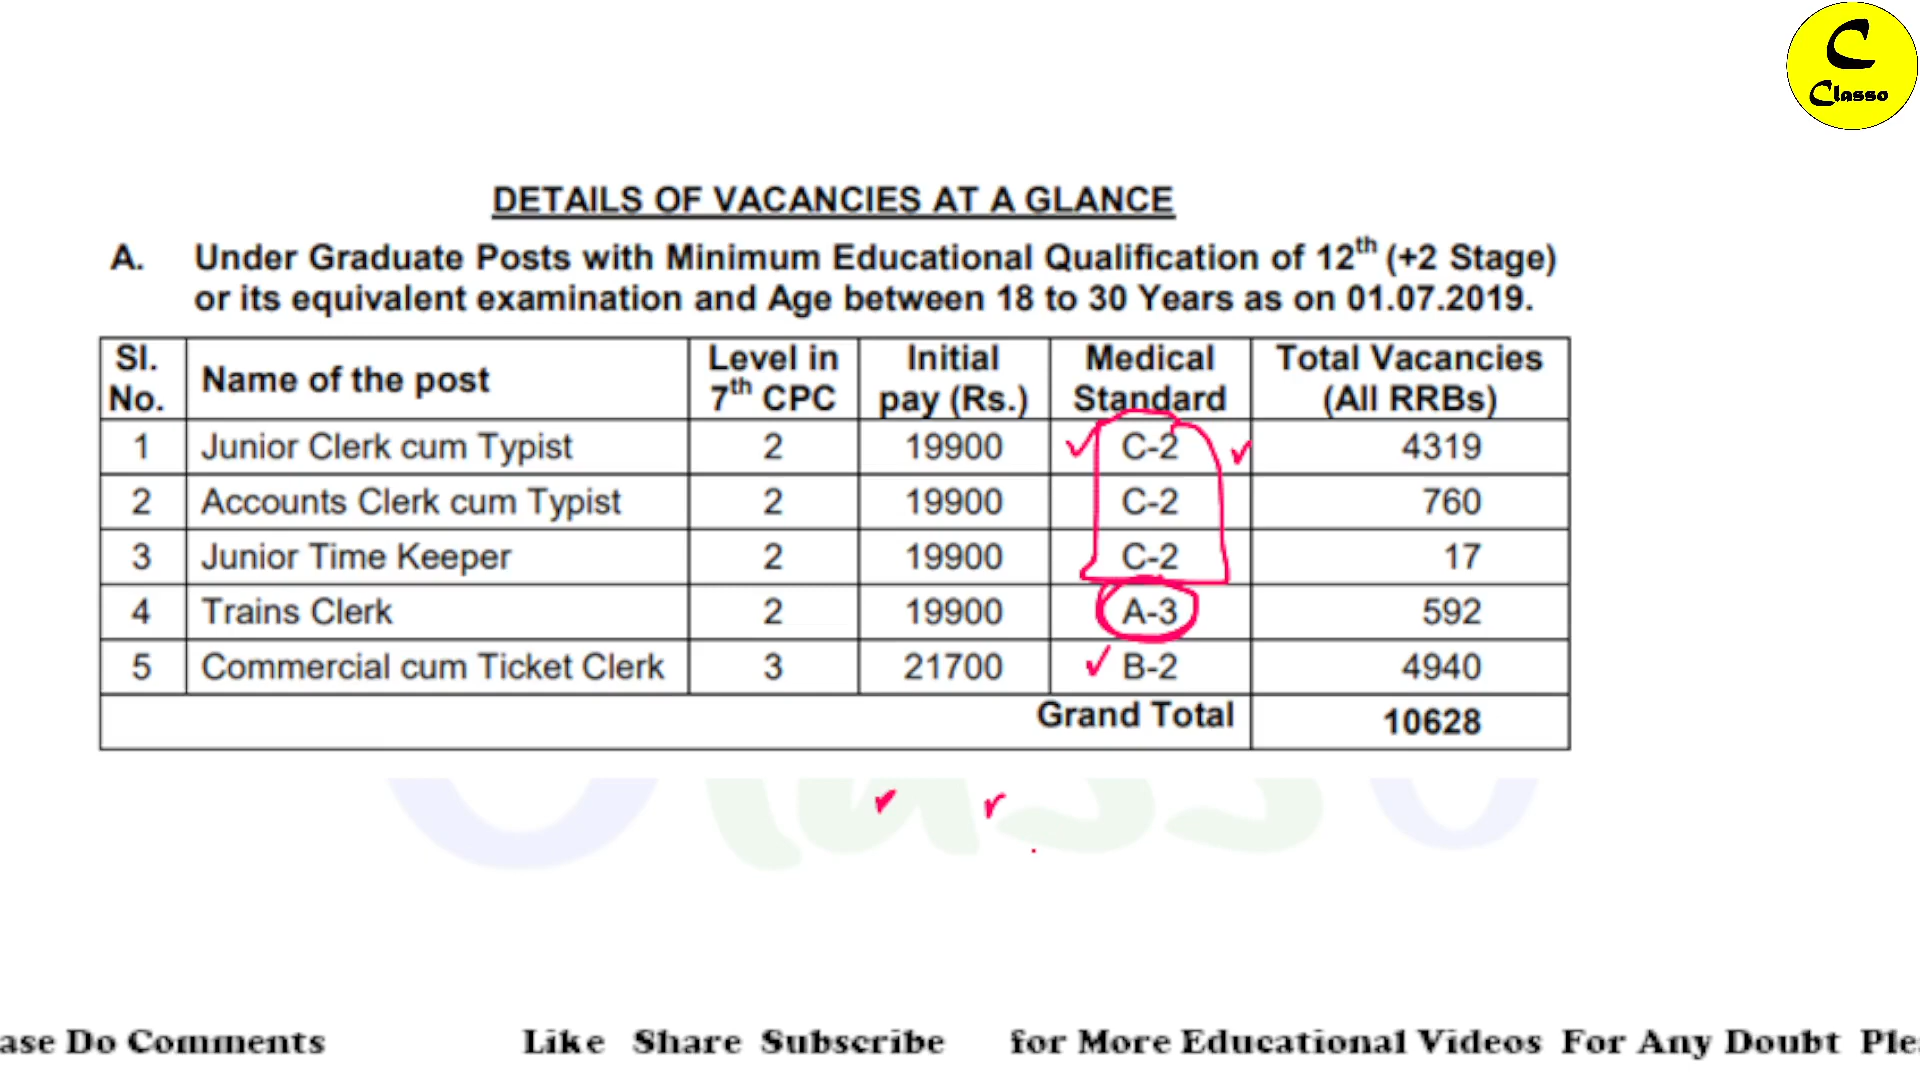 C
Classo
DETAILS OF VACANCIES AT A GLANCE
A. Under Graduate Posts with Minimum Educational Qualification of 12th (+2 Stage)
or its equivalent examination and Age between 18 to 30 Years as on 01.07.2019.
Sl. No. Name of the post Level in 7th CPC Initial pay (Rs.) Medical Standard Total Vacancies (All RRBs)
1 Junior Clerk cum Typist 2 19900 C-2 4319
2 Accounts Clerk cum Typist 2 19900 C-2 760
3 Junior Time Keeper 2 19900 C-2 17
4 Trains Clerk 2 19900 A-3 592
5 Commercial cum Ticket Clerk 3 21700 B-2 4940
Grand Total 10628
Classo
ase Do Comments Like Share Subscribe for More Educational Videos For Any Doubt Ple